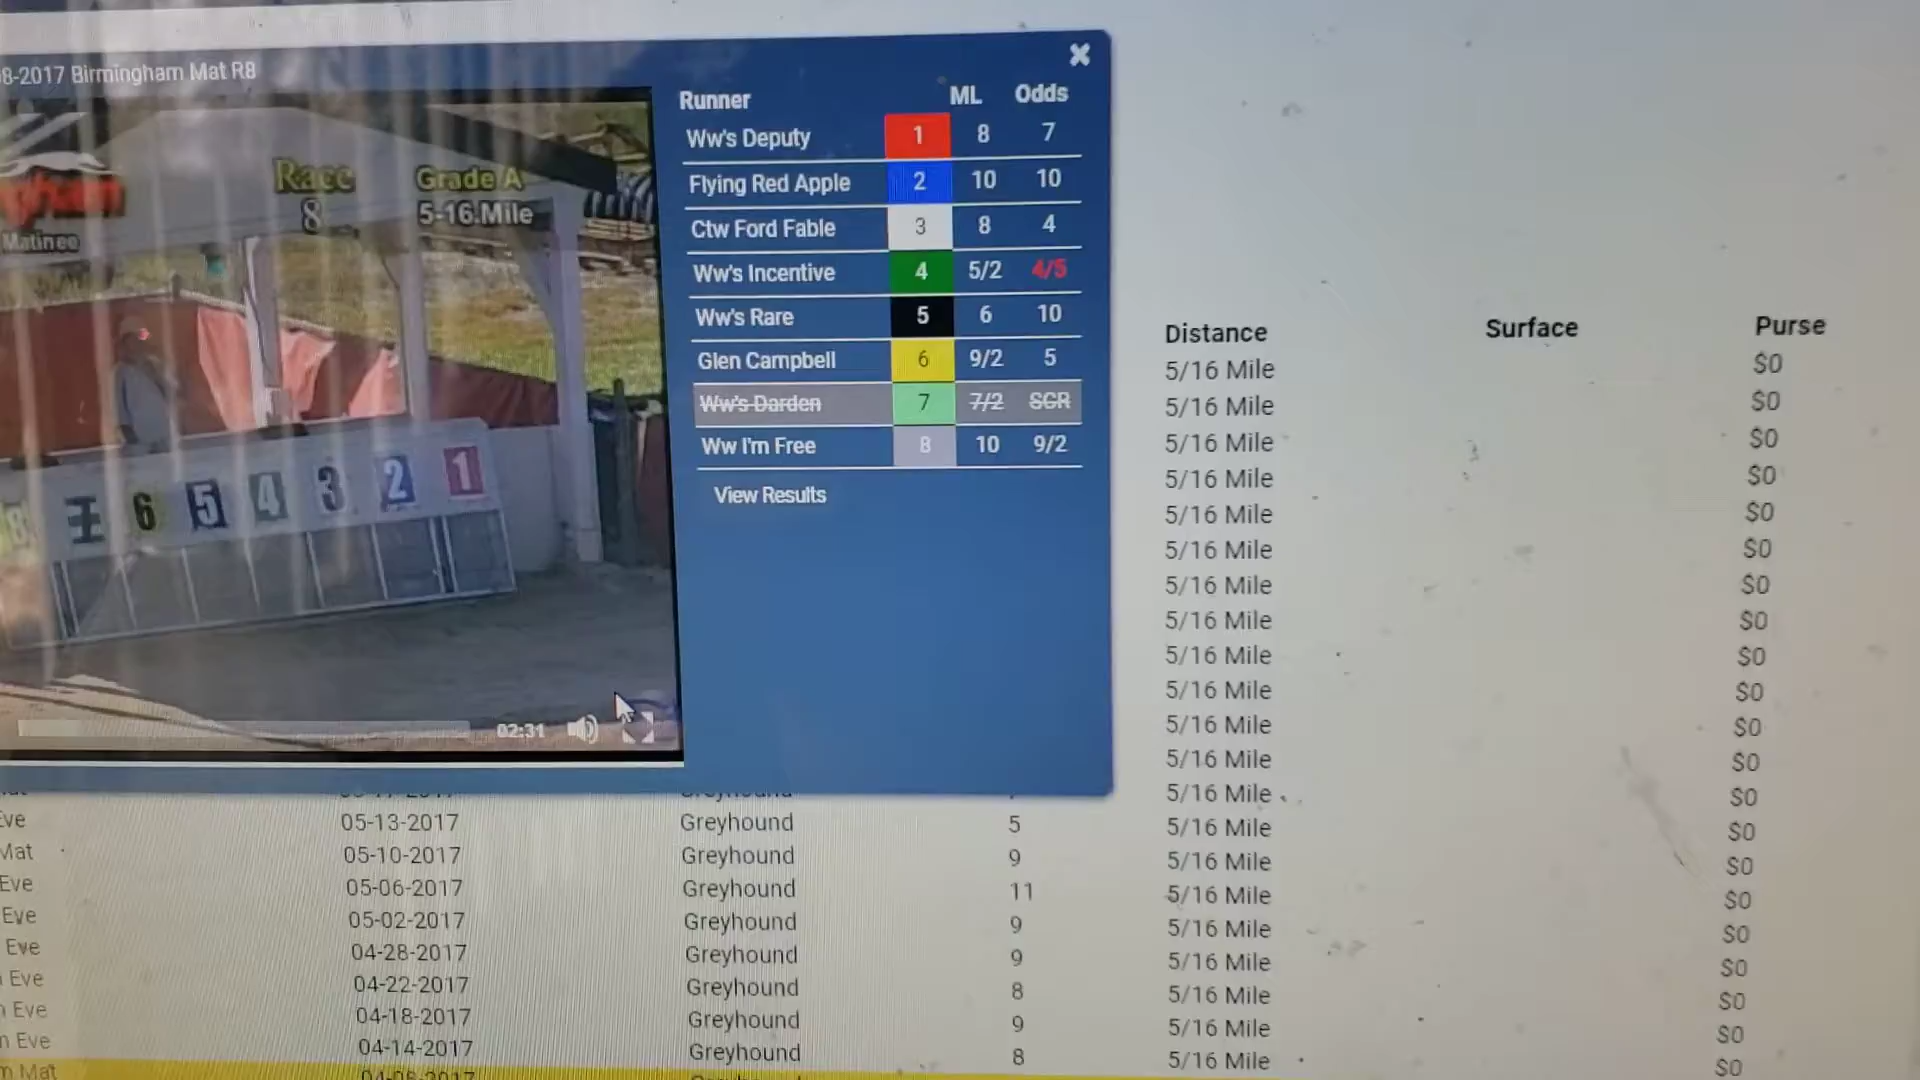 8-2017 Birmingham Mat R8
Race
8
Grade A
5-16 Mile
Matinee
8 6 5 4 3 2 1
02:31
Runner ML Odds
Ww's Deputy 1 8 7
Flying Red Apple 2 10 10
Ctw Ford Fable 3 8 4
Ww's Incentive 4 5/2 4/5
Ww's Rare 5 6 10
Glen Campbell 6 9/2 5
Ww's Darden 7 7/2 SCR
Ww I'm Free 8 10 9/2
View Results
Distance Surface Purse
5/16 Mile $0
5/16 Mile $0
5/16 Mile $0
5/16 Mile $0
5/16 Mile $0
5/16 Mile $0
5/16 Mile $0
5/16 Mile $0
5/16 Mile $0
5/16 Mile $0
5/16 Mile $0
5/16 Mile $0
5/16 Mile $0
Eve 05-13-2017 Greyhound 5 5/16 Mile $0
Mat 05-10-2017 Greyhound 9 5/16 Mile $0
Eve 05-06-2017 Greyhound 11 5/16 Mile $0
Eve 05-02-2017 Greyhound 9 5/16 Mile $0
Eve 04-28-2017 Greyhound 9 5/16 Mile $0
Eve 04-22-2017 Greyhound 8 5/16 Mile $0
Eve 04-18-2017 Greyhound 9 5/16 Mile $0
Eve 04-14-2017 Greyhound 8 5/16 Mile $0
Mat